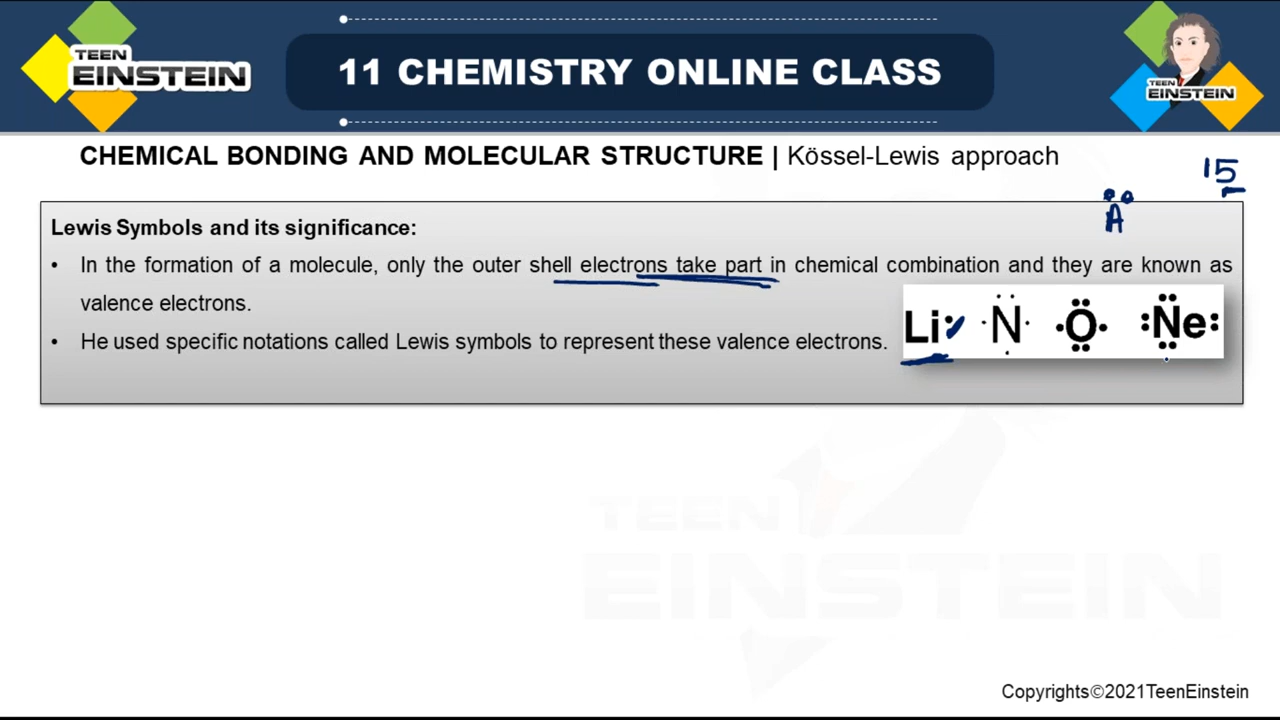 TEEN
EINSTEIN
11 CHEMISTRY ONLINE CLASS
TEEN
EINSTEIN
CHEMICAL BONDING AND MOLECULAR STRUCTURE | Kössel-Lewis approach
15
A
Lewis Symbols and its significance:
• In the formation of a molecule, only the outer shell electrons take part in chemical combination and they are known as
valence electrons.
• He used specific notations called Lewis symbols to represent these valence electrons.
Li N O Ne
TEEN
EINSTEIN
Copyrights©2021TeenEinstein